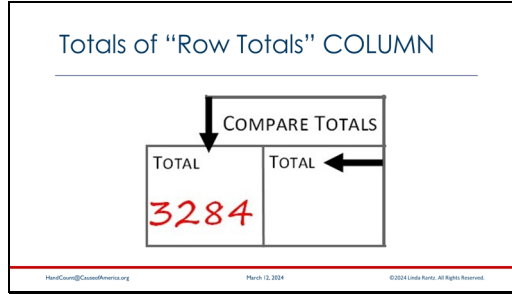 Totals of “Row Totals” COLUMN
COMPARE TOTALS
TOTAL
TOTAL
3284
HandCount@CauseofAmerica.org
March 12, 2024
©2024 Linda Rantz. All Rights Reserved.